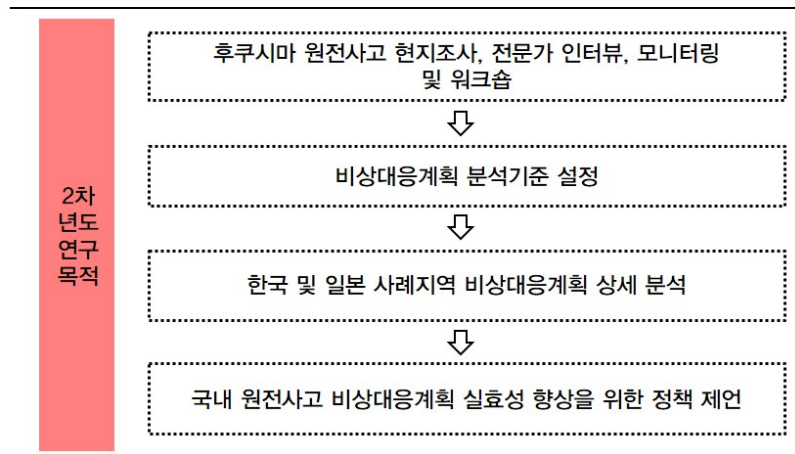 2차
년도
연구
목적
후쿠시마 원전사고 현지조사, 전문가 인터뷰, 모니터링
및 워크숍
비상대응계획 분석기준 설정
한국 및 일본 사례지역 비상대응계획 상세 분석
국내 원전사고 비상대응계획 실효성 향상을 위한 정책 제언